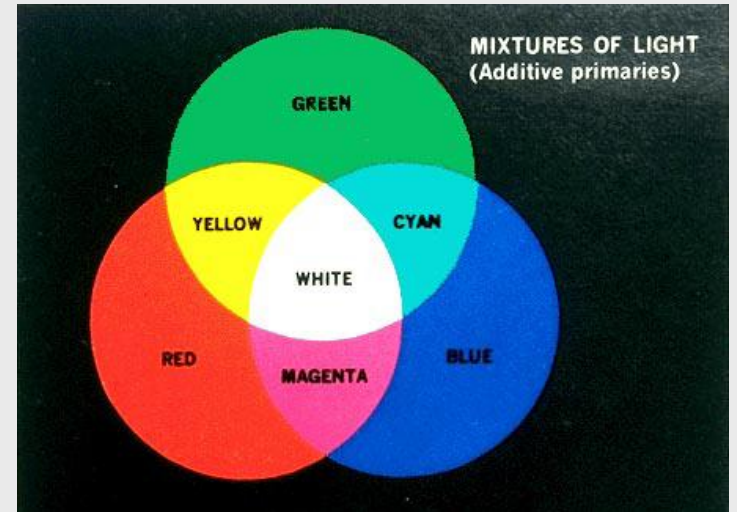 MIXTURES OF LIGHT
(Additive primaries)
GREEN
YELLOW
CYAN
WHITE
RED
BLUE
MAGENTA